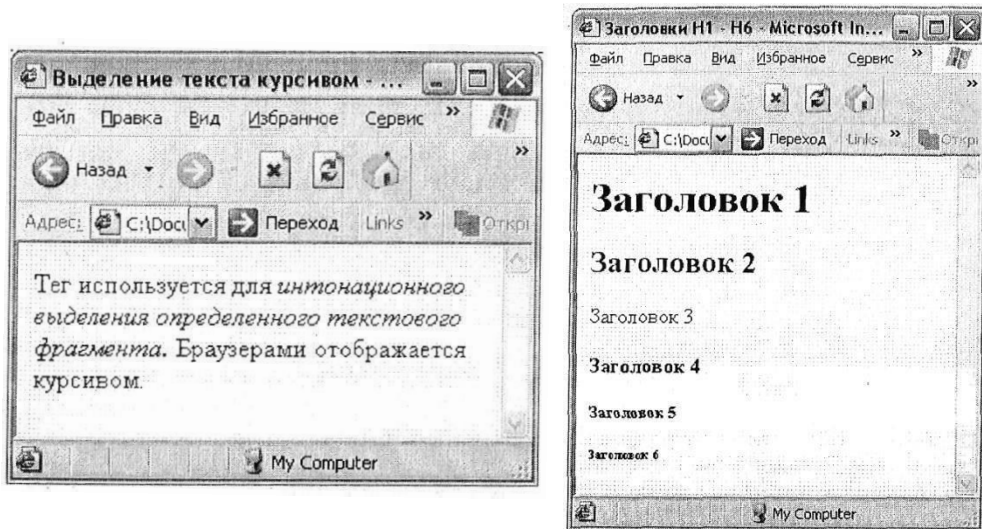 Выделение текста курсивом - ...
Файл Правка Вид Избранное Сервис »
Назад »
Адрес: C:\Docu Переход Links »
Тег используется для интонационного
выделения определенного текстового
фрагмента. Браузерами отображается
курсивом.
My Computer
Заголовки H1 - H6 - Microsoft In...
Файл Правка Вид Избранное Сервис »
Назад »
Адрес: C:\Docu Переход Links »
Заголовок 1
Заголовок 2
Заголовок 3
Заголовок 4
Заголовок 5
Заголовок 6
My Computer